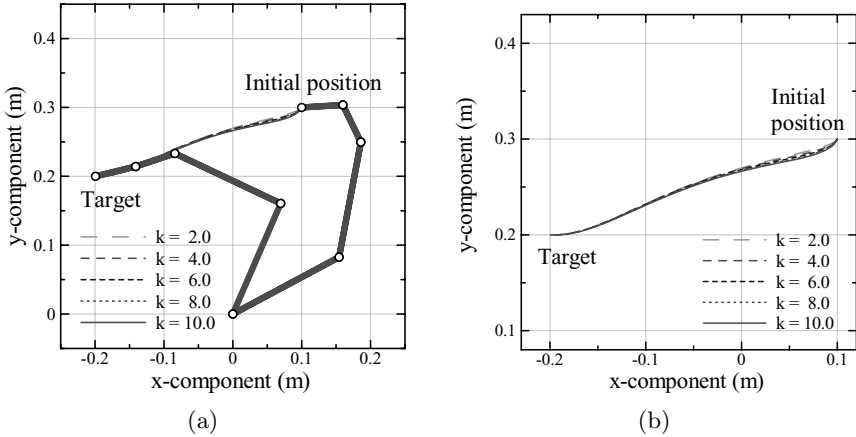 0.4
0.3
0.2
0.1
0
y-component (m)
Initial position
Target
k = 2.0
k = 4.0
k = 6.0
k = 8.0
k = 10.0
-0.2
-0.1
0
0.1
0.2
x-component (m)
(a)
0.4
0.3
0.2
0.1
y-component (m)
Initial
position
Target
k = 2.0
k = 4.0
k = 6.0
k = 8.0
k = 10.0
-0.2
-0.1
0
0.1
x-component (m)
(b)